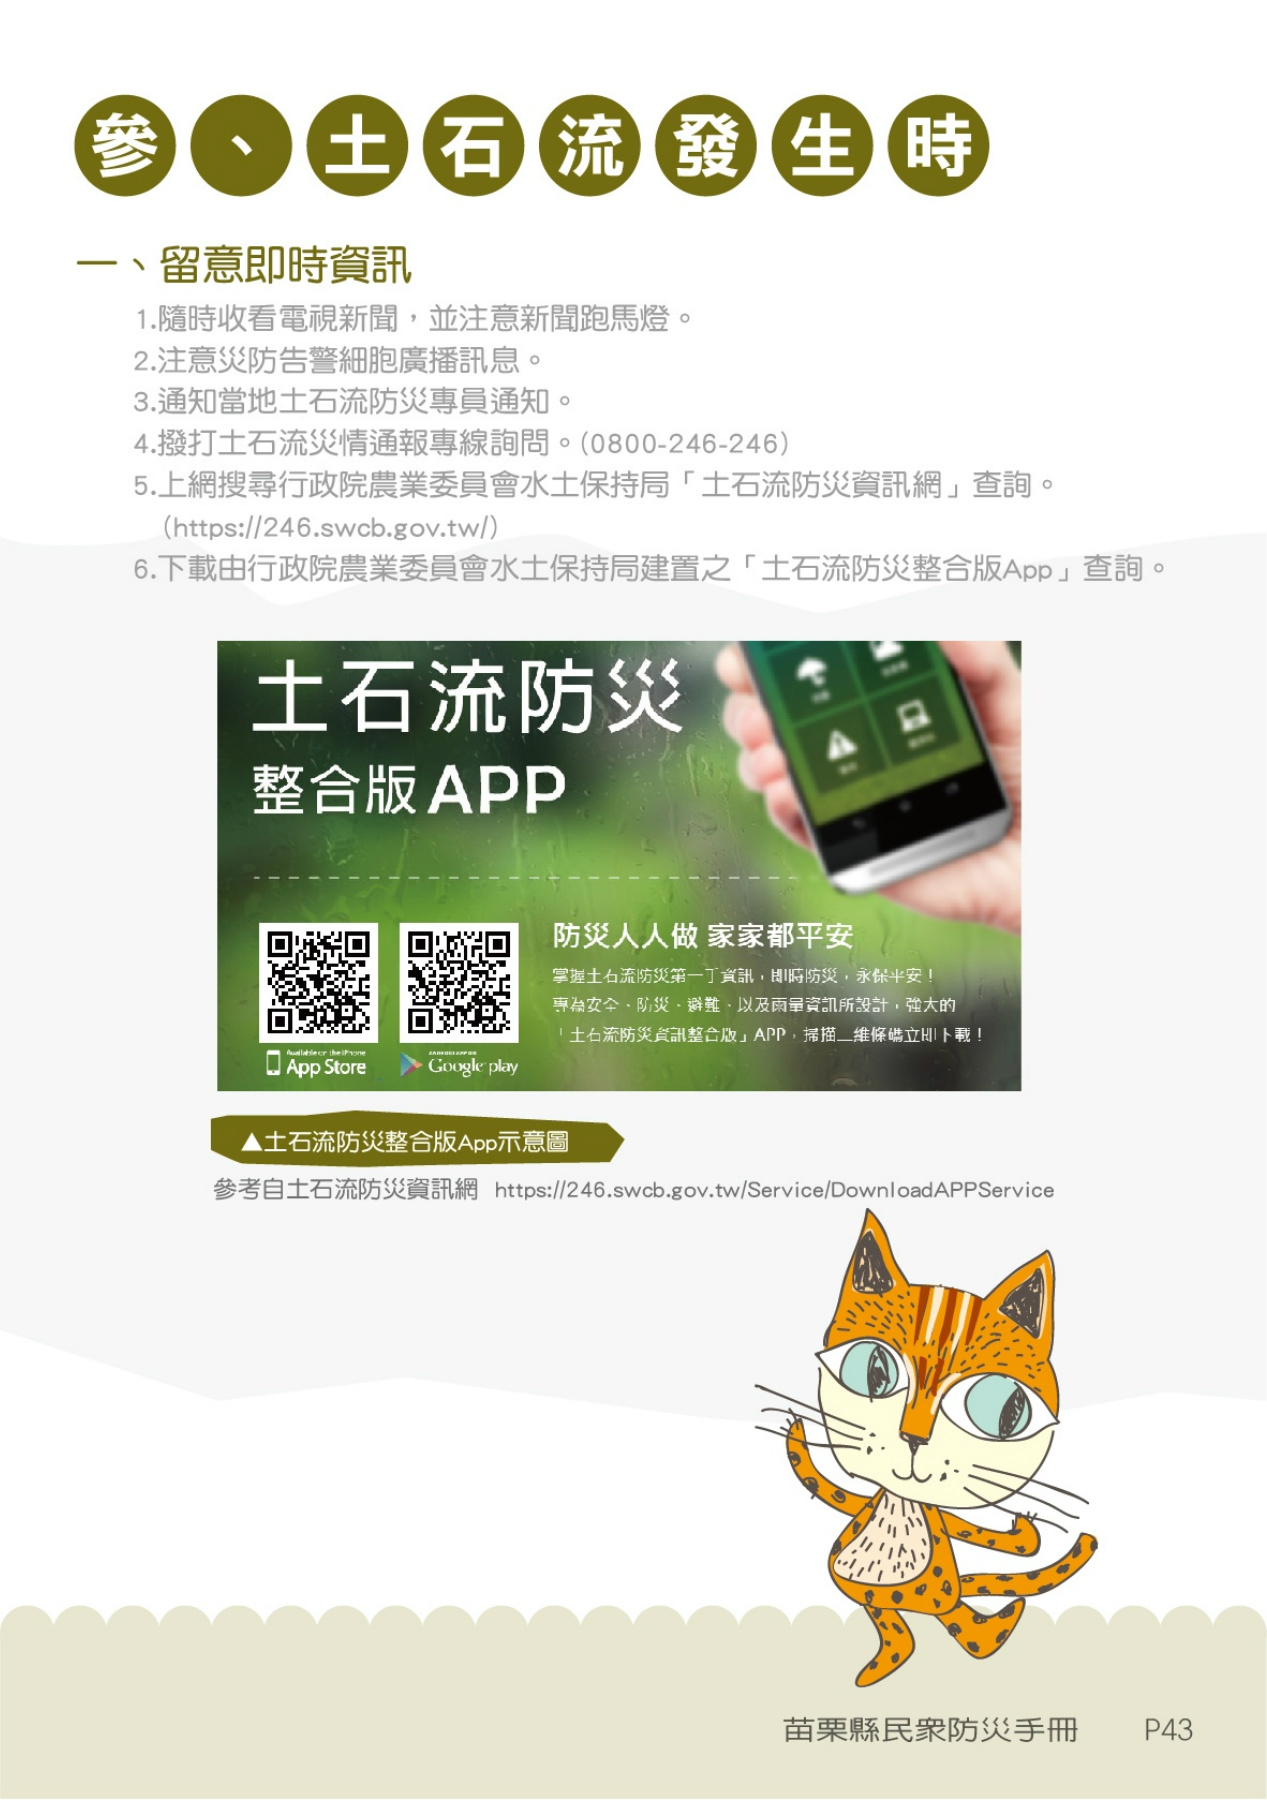 參、土石流發生時
一、留意即時資訊
1.隨時收看電視新聞，並注意新聞跑馬燈。
2.注意災防告警細胞廣播訊息。
3.通知當地土石流防災專員通知。
4.撥打土石流災情通報專線詢問。(0800-246-246)
5.上網搜尋行政院農業委員會水土保持局「土石流防災資訊網」查詢。
(https://246.swcb.gov.tw/)
6.下載由行政院農業委員會水土保持局建置之「土石流防災整合版App」查詢。
土石流防災
整合版 APP
防災人人做 家家都平安
掌握土石流防災第一丁資訊，即時防災，永保平安！
專為安全、防災、避難、以及雨量資訊所設計，強大的
「土石流防災資訊整合版」APP，掃描二維條碼立即下載！
Available on the iPhone
App Store
Google play
▲土石流防災整合版App示意圖
參考自土石流防災資訊網 https://246.swcb.gov.tw/Service/DownloadAPPService
苗栗縣民眾防災手冊 P43